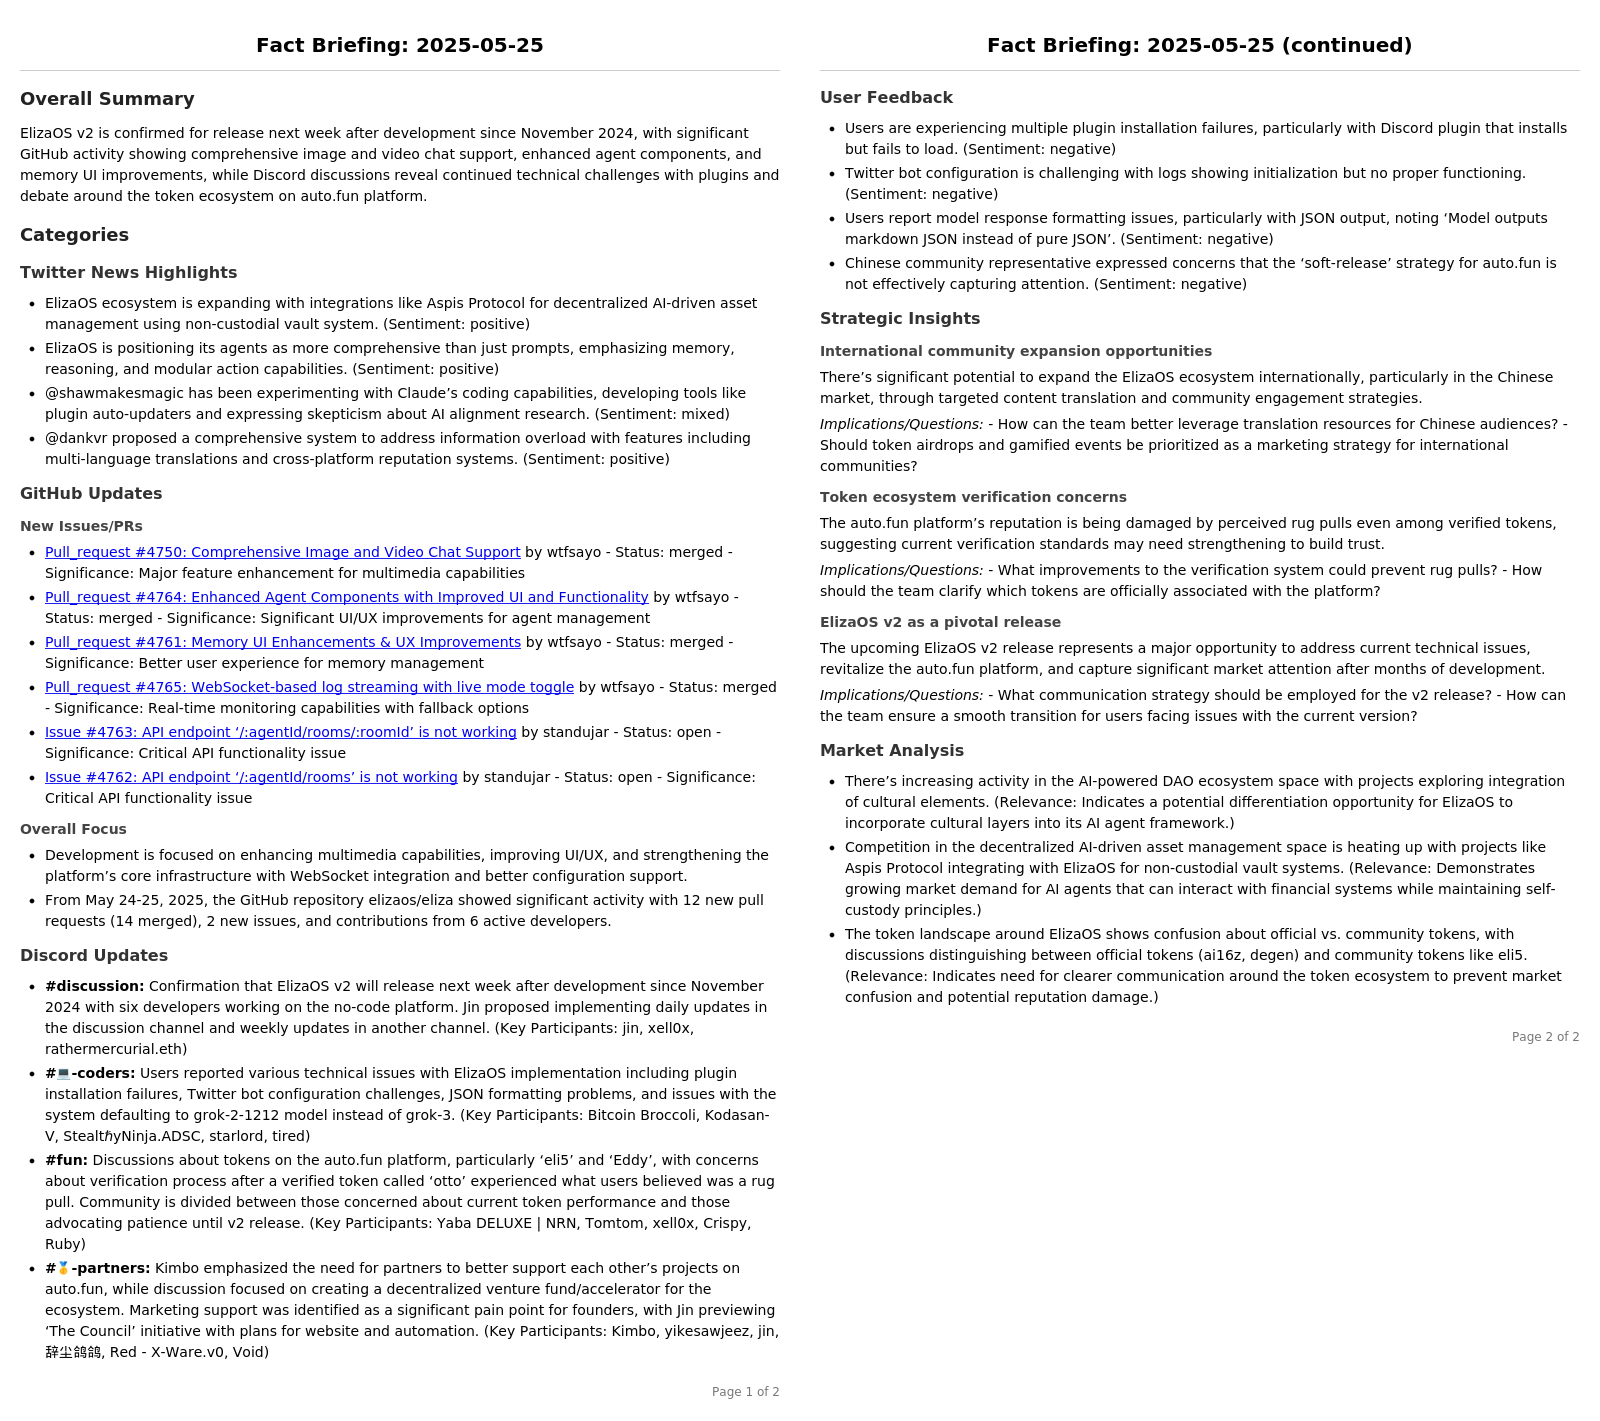 Fact Briefing: 2025-05-25
Overall Summary
ElizaOS v2 is confirmed for release next week after development since November 2024, with significant
GitHub activity showing comprehensive image and video chat support, enhanced agent components, and
memory UI improvements, while Discord discussions reveal continued technical challenges with plugins and
debate around the token ecosystem on auto.fun platform.
Categories
Twitter News Highlights
• ElizaOS ecosystem is expanding with integrations like Aspis Protocol for decentralized AI-driven asset
management using non-custodial vault system. (Sentiment: positive)
• ElizaOS is positioning its agents as more comprehensive than just prompts, emphasizing memory,
reasoning, and modular action capabilities. (Sentiment: positive)
• @shawmakesmagic has been experimenting with Claude’s coding capabilities, developing tools like
plugin auto-updaters and expressing skepticism about AI alignment research. (Sentiment: mixed)
• @dankvr proposed a comprehensive system to address information overload with features including
multi-language translations and cross-platform reputation systems. (Sentiment: positive)
GitHub Updates
New Issues/PRs
• Pull_request #4750: Comprehensive Image and Video Chat Support by wtfsayo - Status: merged -
Significance: Major feature enhancement for multimedia capabilities
• Pull_request #4764: Enhanced Agent Components with Improved UI and Functionality by wtfsayo -
Status: merged - Significance: Significant UI/UX improvements for agent management
• Pull_request #4761: Memory UI Enhancements & UX Improvements by wtfsayo - Status: merged -
Significance: Better user experience for memory management
• Pull_request #4765: WebSocket-based log streaming with live mode toggle by wtfsayo - Status: merged
- Significance: Real-time monitoring capabilities with fallback options
• Issue #4763: API endpoint ‘/:agentId/rooms/:roomId’ is not working by standujar - Status: open -
Significance: Critical API functionality issue
• Issue #4762: API endpoint ‘/:agentId/rooms’ is not working by standujar - Status: open - Significance:
Critical API functionality issue
Overall Focus
• Development is focused on enhancing multimedia capabilities, improving UI/UX, and strengthening the
platform’s core infrastructure with WebSocket integration and better configuration support.
• From May 24-25, 2025, the GitHub repository elizaos/eliza showed significant activity with 12 new pull
requests (14 merged), 2 new issues, and contributions from 6 active developers.
Discord Updates
• #discussion: Confirmation that ElizaOS v2 will release next week after development since November
2024 with six developers working on the no-code platform. Jin proposed implementing daily updates in
the discussion channel and weekly updates in another channel. (Key Participants: jin, xell0x,
rathermercurial.eth)
• #💻-coders: Users reported various technical issues with ElizaOS implementation including plugin
installation failures, Twitter bot configuration challenges, JSON formatting problems, and issues with the
system defaulting to grok-2-1212 model instead of grok-3. (Key Participants: Bitcoin Broccoli, Kodasan-
V, StealtℏyNinja.ADSC, starlord, tired)
• #fun: Discussions about tokens on the auto.fun platform, particularly ‘eli5’ and ‘Eddy’, with concerns
about verification process after a verified token called ‘otto’ experienced what users believed was a rug
pull. Community is divided between those concerned about current token performance and those
advocating patience until v2 release. (Key Participants: Yaba DELUXE | NRN, Tomtom, xell0x, Crispy,
Ruby)
• #🥇-partners: Kimbo emphasized the need for partners to better support each other’s projects on
auto.fun, while discussion focused on creating a decentralized venture fund/accelerator for the
ecosystem. Marketing support was identified as a significant pain point for founders, with Jin previewing
‘The Council’ initiative with plans for website and automation. (Key Participants: Kimbo, yikesawjeez, jin,
辞尘鸽鸽, Red - X-Ware.v0, Void)
Page 1 of 2
Fact Briefing: 2025-05-25 (continued)
User Feedback
• Users are experiencing multiple plugin installation failures, particularly with Discord plugin that installs
but fails to load. (Sentiment: negative)
• Twitter bot configuration is challenging with logs showing initialization but no proper functioning.
(Sentiment: negative)
• Users report model response formatting issues, particularly with JSON output, noting ‘Model outputs
markdown JSON instead of pure JSON’. (Sentiment: negative)
• Chinese community representative expressed concerns that the ‘soft-release’ strategy for auto.fun is
not effectively capturing attention. (Sentiment: negative)
Strategic Insights
International community expansion opportunities
There’s significant potential to expand the ElizaOS ecosystem internationally, particularly in the Chinese
market, through targeted content translation and community engagement strategies.
Implications/Questions: - How can the team better leverage translation resources for Chinese audiences? -
Should token airdrops and gamified events be prioritized as a marketing strategy for international
communities?
Token ecosystem verification concerns
The auto.fun platform’s reputation is being damaged by perceived rug pulls even among verified tokens,
suggesting current verification standards may need strengthening to build trust.
Implications/Questions: - What improvements to the verification system could prevent rug pulls? - How
should the team clarify which tokens are officially associated with the platform?
ElizaOS v2 as a pivotal release
The upcoming ElizaOS v2 release represents a major opportunity to address current technical issues,
revitalize the auto.fun platform, and capture significant market attention after months of development.
Implications/Questions: - What communication strategy should be employed for the v2 release? - How can
the team ensure a smooth transition for users facing issues with the current version?
Market Analysis
• There’s increasing activity in the AI-powered DAO ecosystem space with projects exploring integration
of cultural elements. (Relevance: Indicates a potential differentiation opportunity for ElizaOS to
incorporate cultural layers into its AI agent framework.)
• Competition in the decentralized AI-driven asset management space is heating up with projects like
Aspis Protocol integrating with ElizaOS for non-custodial vault systems. (Relevance: Demonstrates
growing market demand for AI agents that can interact with financial systems while maintaining self-
custody principles.)
• The token landscape around ElizaOS shows confusion about official vs. community tokens, with
discussions distinguishing between official tokens (ai16z, degen) and community tokens like eli5.
(Relevance: Indicates need for clearer communication around the token ecosystem to prevent market
confusion and potential reputation damage.)
Page 2 of 2